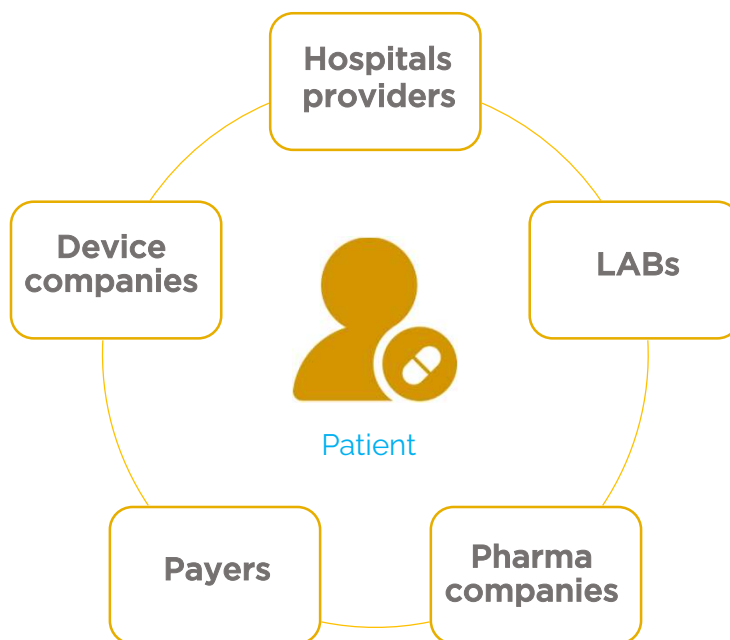 Hospitals
providers
Device
companies
LABs
Patient
Payers
Pharma
companies